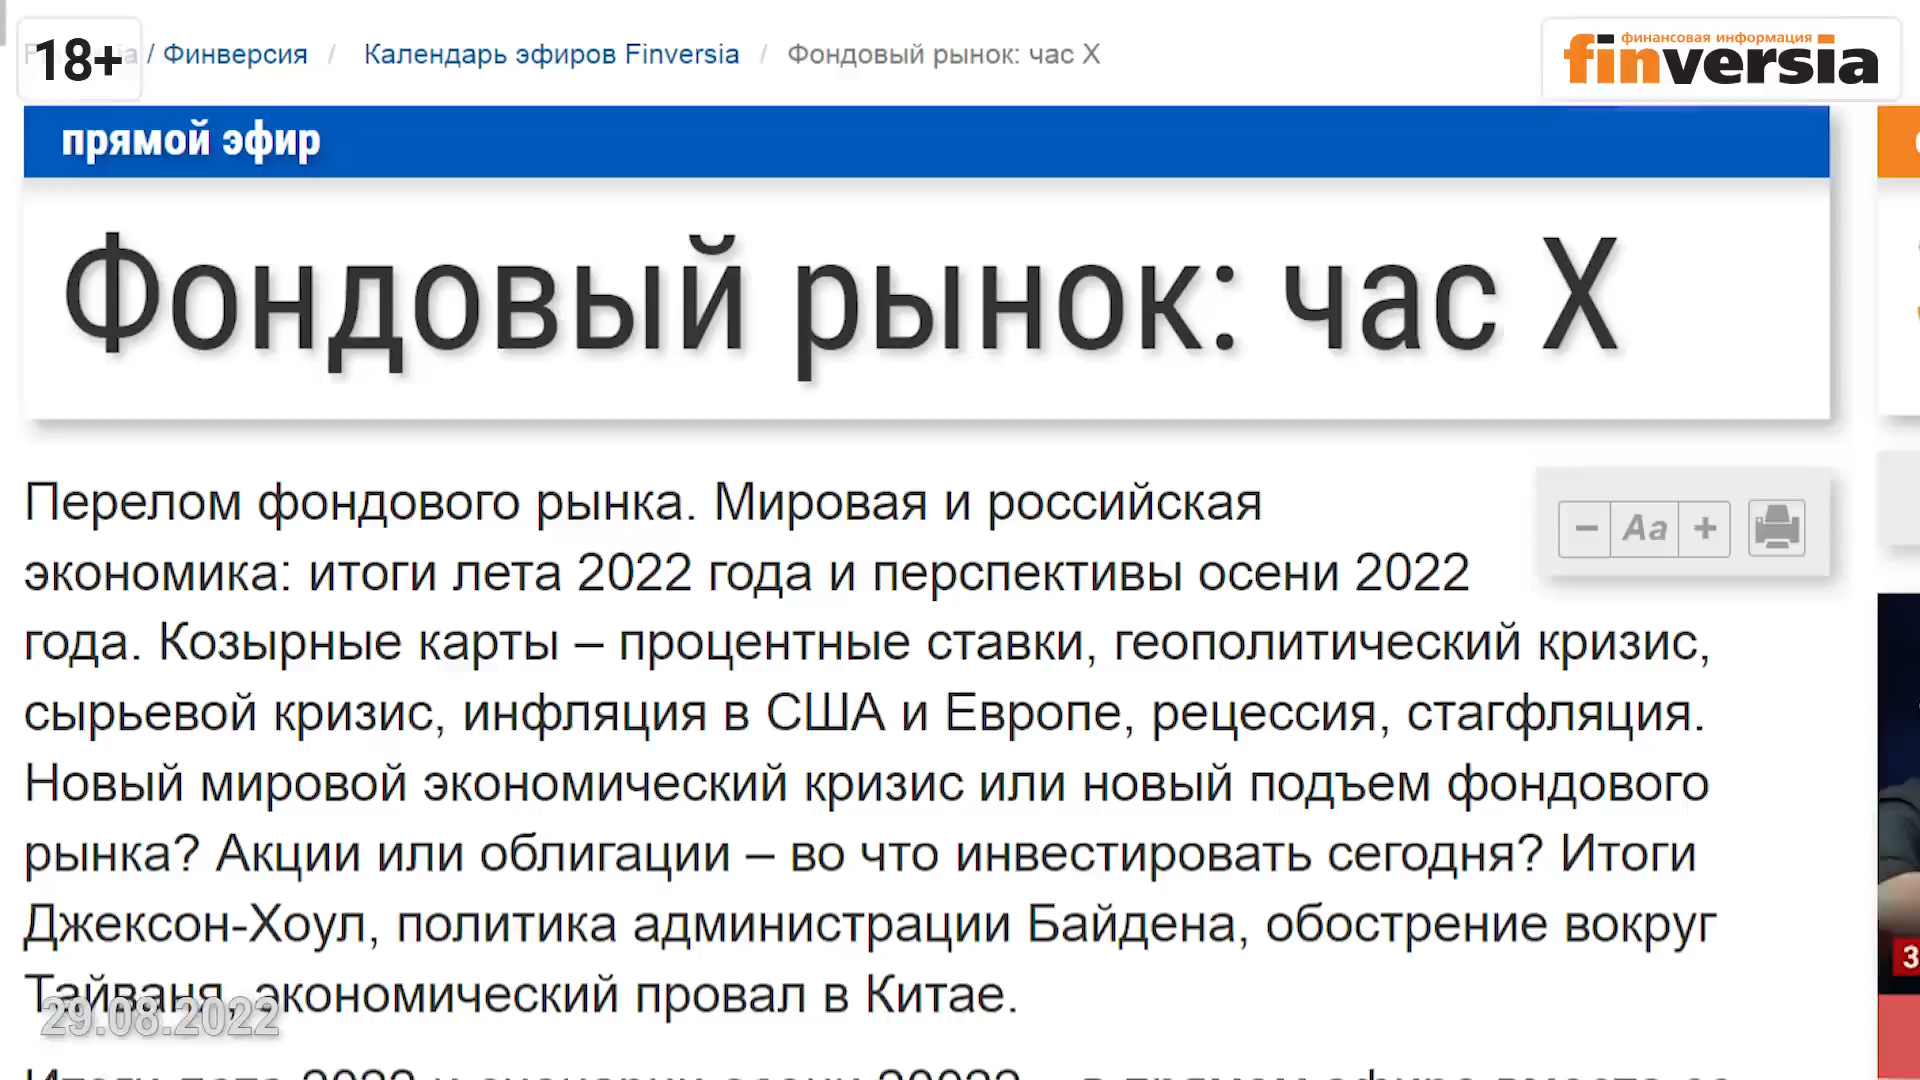 18+
/ Финверсия / Календарь эфиров Finversia / Фондовый рынок: час X
финансовая информация
finversia
прямой эфир
Фондовый рынок: час X
Перелом фондового рынка. Мировая и российская
экономика: итоги лета 2022 года и перспективы осени 2022
года. Козырные карты – процентные ставки, геополитический кризис,
сырьевой кризис, инфляция в США и Европе, рецессия, стагфляция.
Новый мировой экономический кризис или новый подъем фондового
рынка? Акции или облигации – во что инвестировать сегодня? Итоги
Джексон-Хоул, политика администрации Байдена, обострение вокруг
Тайваня, экономический провал в Китае.
− Aa +
29.08.2022